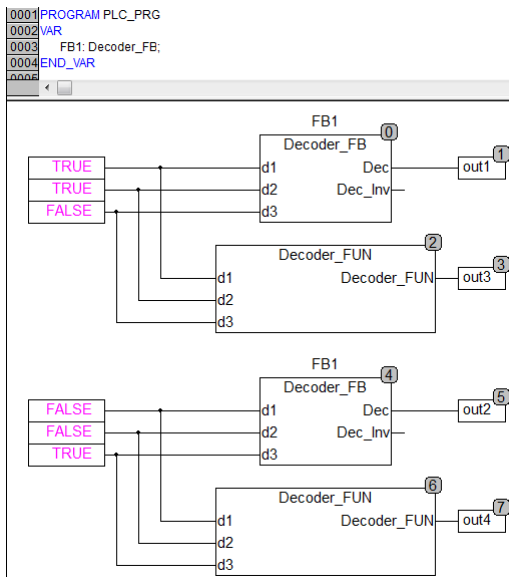 0001 PROGRAM PLC_PRG
0002 VAR
0003 FB1: Decoder_FB;
0004 END_VAR
0005
FB1
0
Decoder_FB
1
TRUE d1 Dec out1
TRUE d2 Dec_Inv
FALSE d3
2
Decoder_FUN
3
d1 Decoder_FUN out3
d2
d3
FB1
4
Decoder_FB
5
FALSE d1 Dec out2
FALSE d2 Dec_Inv
TRUE d3
6
Decoder_FUN
7
d1 Decoder_FUN out4
d2
d3